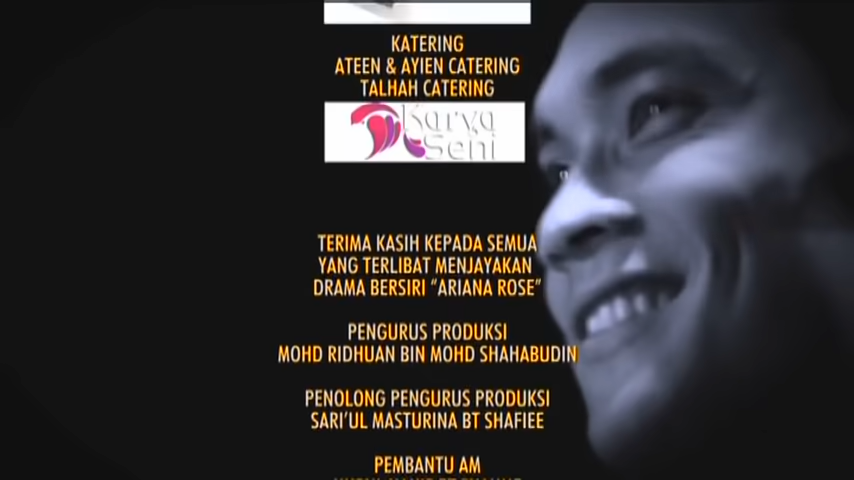 KATERING
ATEEN & AYIEN CATERING
TALHAH CATERING
Karya
Seni
TERIMA KASIH KEPADA SEMUA
YANG TERLIBAT MENJAYAKAN
DRAMA BERSIRI "ARIANA ROSE"
PENGURUS PRODUKSI
MOHD RIDHUAN BIN MOHD SHAHABUDIN
PENOLONG PENGURUS PRODUKSI
SARI'UL MASTURINA BT SHAFIEE
PEMBANTU AM